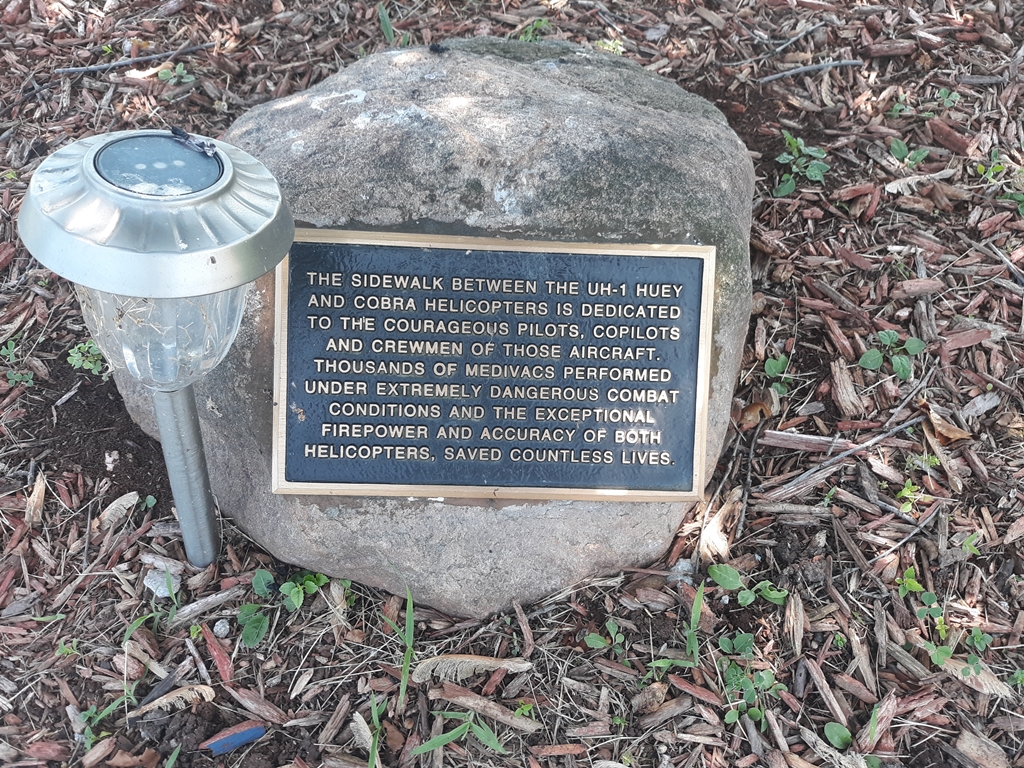 THE SIDEWALK BETWEEN THE UH-1 HUEY
AND COBRA HELICOPTERS IS DEDICATED
TO THE COURAGEOUS PILOTS, COPILOTS
AND CREWMEN OF THOSE AIRCRAFT.
THOUSANDS OF MEDIVACS PERFORMED
UNDER EXTREMELY DANGEROUS COMBAT
CONDITIONS AND THE EXCEPTIONAL
FIREPOWER AND ACCURACY OF BOTH
HELICOPTERS, SAVED COUNTLESS LIVES.